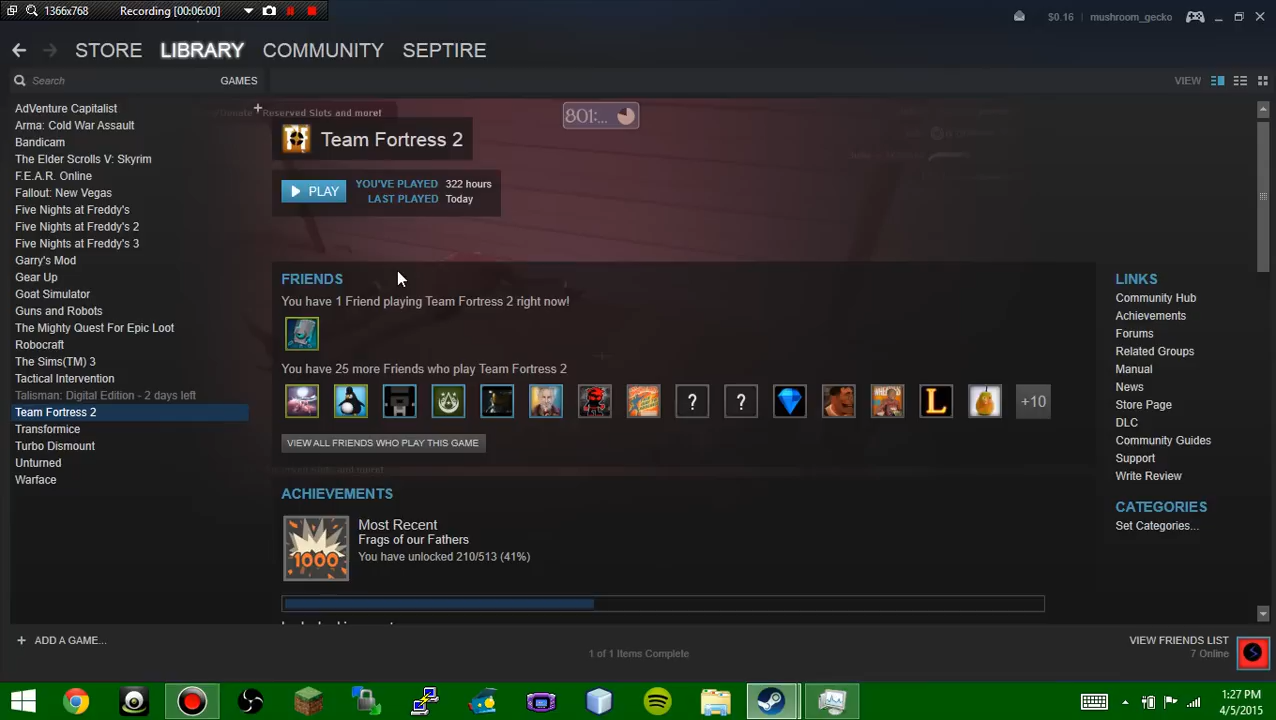 1366x768 Recording [00:06:00]
$0.16 mushroom_gecko
STORE LIBRARY COMMUNITY SEPTIRE
Search GAMES VIEW
AdVenture Capitalist
Arma: Cold War Assault
Bandicam
The Elder Scrolls V: Skyrim
F.E.A.R. Online
Fallout: New Vegas
Five Nights at Freddy's
Five Nights at Freddy's 2
Five Nights at Freddy's 3
Garry's Mod
Gear Up
Goat Simulator
Guns and Robots
The Mighty Quest For Epic Loot
Robocraft
The Sims(TM) 3
Tactical Intervention
Talisman: Digital Edition - 2 days left
Team Fortress 2
Transformice
Turbo Dismount
Unturned
Warface
Reserved Slots and more!
801:...
Team Fortress 2
PLAY
YOU'VE PLAYED 322 hours
LAST PLAYED Today
FRIENDS
You have 1 Friend playing Team Fortress 2 right now!
You have 25 more Friends who play Team Fortress 2
? ? L +10
VIEW ALL FRIENDS WHO PLAY THIS GAME
ACHIEVEMENTS
1000
Most Recent
Frags of our Fathers
You have unlocked 210/513 (41%)
LINKS
Community Hub
Achievements
Forums
Related Groups
Manual
News
Store Page
DLC
Community Guides
Support
Write Review
CATEGORIES
Set Categories...
+ ADD A GAME...
1 of 1 Items Complete
VIEW FRIENDS LIST
7 Online
1:27 PM
4/5/2015